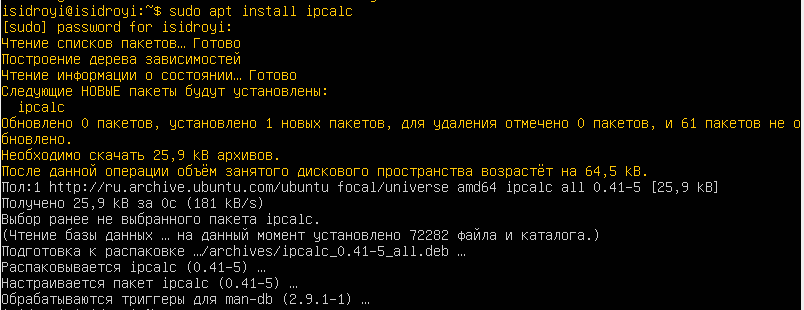 isidroyi@isidroyi:~$ sudo apt install ipcalc
[sudo] password for isidroyi:
Чтение списков пакетов… Готово
Построение дерева зависимостей
Чтение информации о состоянии… Готово
Следующие НОВЫЕ пакеты будут установлены:
  ipcalc
Обновлено 0 пакетов, установлено 1 новых пакетов, для удаления отмечено 0 пакетов, и 61 пакетов не о
бновлено.
Необходимо скачать 25,9 kB архивов.
После данной операции объём занятого дискового пространства возрастёт на 64,5 kB.
Пол:1 http://ru.archive.ubuntu.com/ubuntu focal/universe amd64 ipcalc all 0.41-5 [25,9 kB]
Получено 25,9 kB за 0с (181 kB/s)
Выбор ранее не выбранного пакета ipcalc.
(Чтение базы данных … на данный момент установлено 72282 файла и каталога.)
Подготовка к распаковке …/archives/ipcalc_0.41-5_all.deb …
Распаковывается ipcalc (0.41-5) …
Настраивается пакет ipcalc (0.41-5) …
Обрабатываются триггеры для man-db (2.9.1-1) …